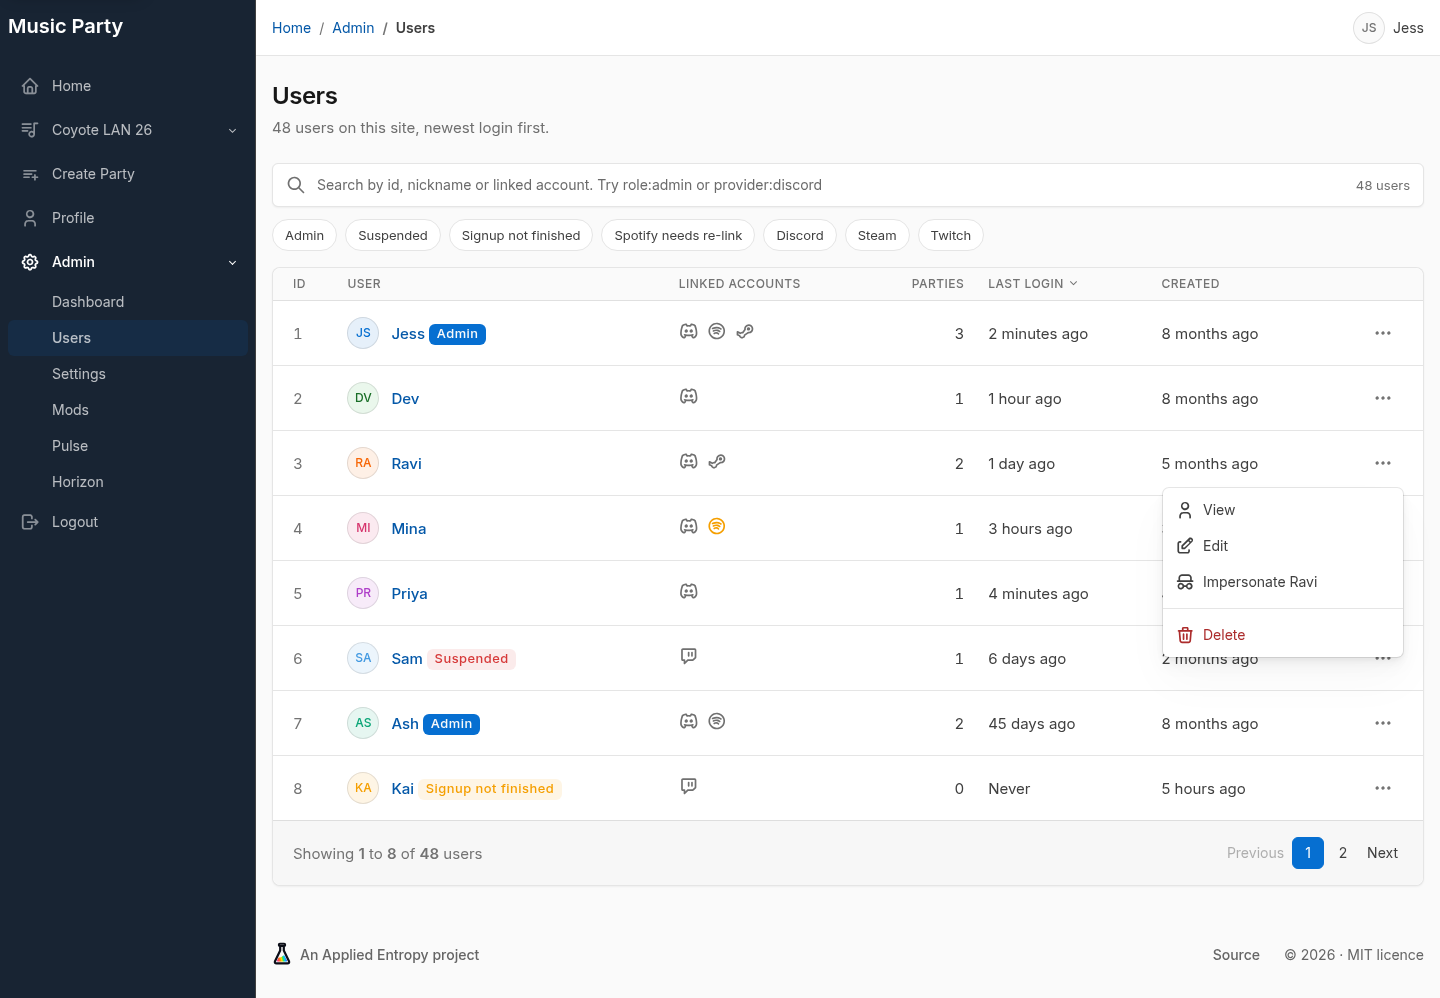 Music Party
Home
Coyote LAN 26
Create Party
Profile
Admin
Dashboard
Users
Settings
Mods
Pulse
Horizon
Logout
Home / Admin / Users
JS Jess
Users
48 users on this site, newest login first.
Search by id, nickname or linked account. Try role:admin or provider:discord 48 users
Admin Suspended Signup not finished Spotify needs re-link Discord Steam Twitch
ID USER LINKED ACCOUNTS PARTIES LAST LOGIN CREATED
1 JS Jess Admin 3 2 minutes ago 8 months ago
2 DV Dev 1 1 hour ago 8 months ago
3 RA Ravi 2 1 day ago 5 months ago
4 MI Mina 1 3 hours ago
5 PR Priya 1 4 minutes ago
6 SA Sam Suspended 1 6 days ago 2 months ago
7 AS Ash Admin 2 45 days ago 8 months ago
8 KA Kai Signup not finished 0 Never 5 hours ago
View
Edit
Impersonate Ravi
Delete
Showing 1 to 8 of 48 users
Previous 1 2 Next
An Applied Entropy project
Source © 2026 · MIT licence